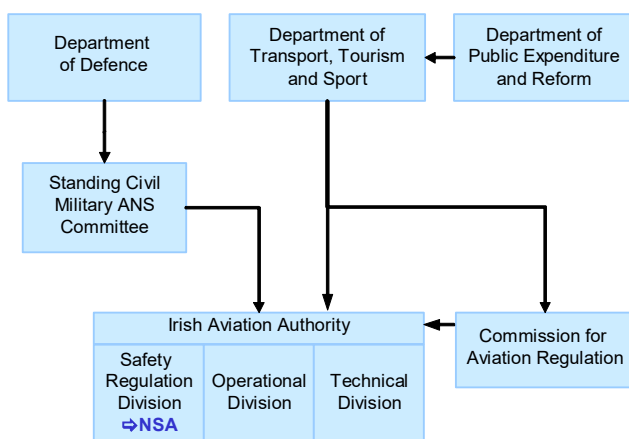 Department
of Defence
Department of
Transport, Tourism
and Sport
Department of
Public Expenditure
and Reform
Standing Civil
Military ANS
Committee
Irish Aviation Authority
Commission for
Aviation Regulation
Safety
Regulation
Division
⇨NSA
Operational
Division
Technical
Division